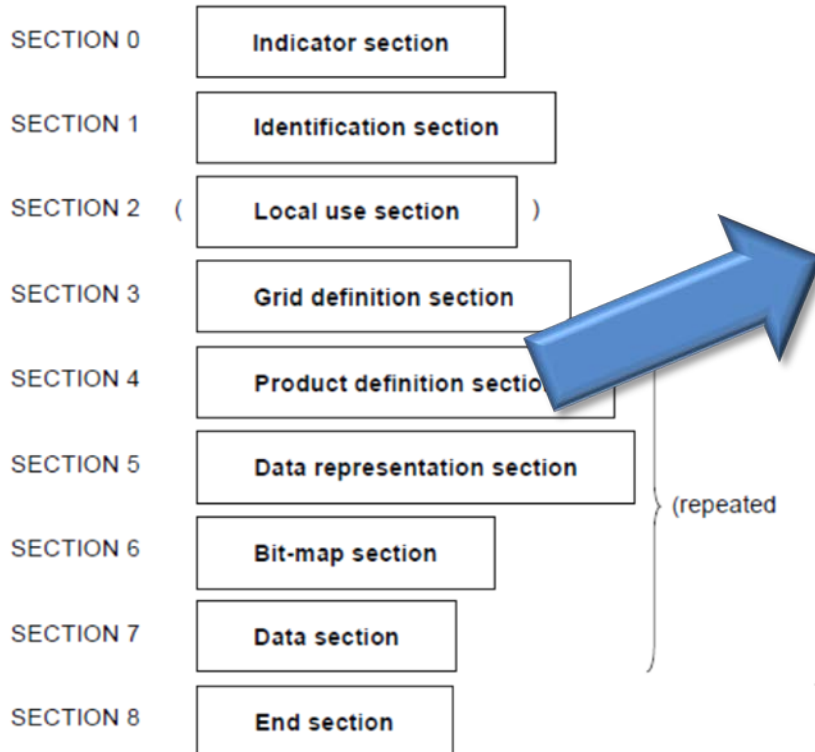 SECTION 0 Indicator section
SECTION 1 Identification section
SECTION 2 ( Local use section )
SECTION 3 Grid definition section
SECTION 4 Product definition sectio
SECTION 5 Data representation section
(repeated
SECTION 6 Bit-map section
SECTION 7 Data section
SECTION 8 End section